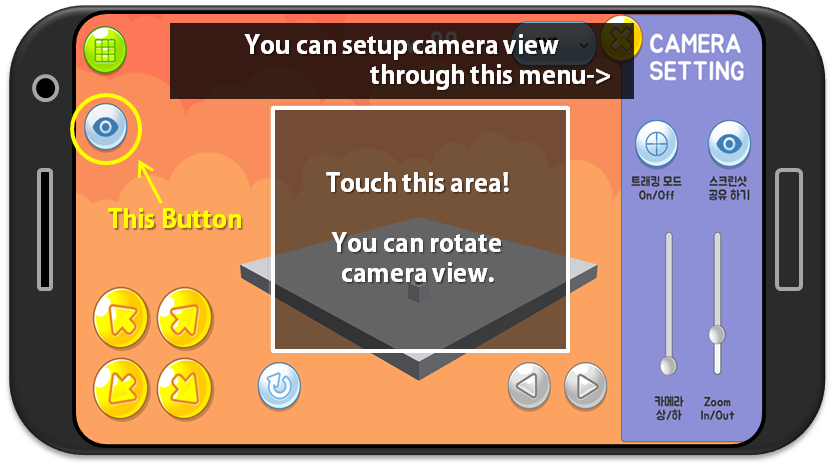 You can setup camera view
through this menu->
CAMERA
SETTING
Touch this area!
You can rotate
camera view.
This Button
트래킹 모드
On/Off
스크린샷
공유 하기
카메라
상/하
Zoom
In/Out